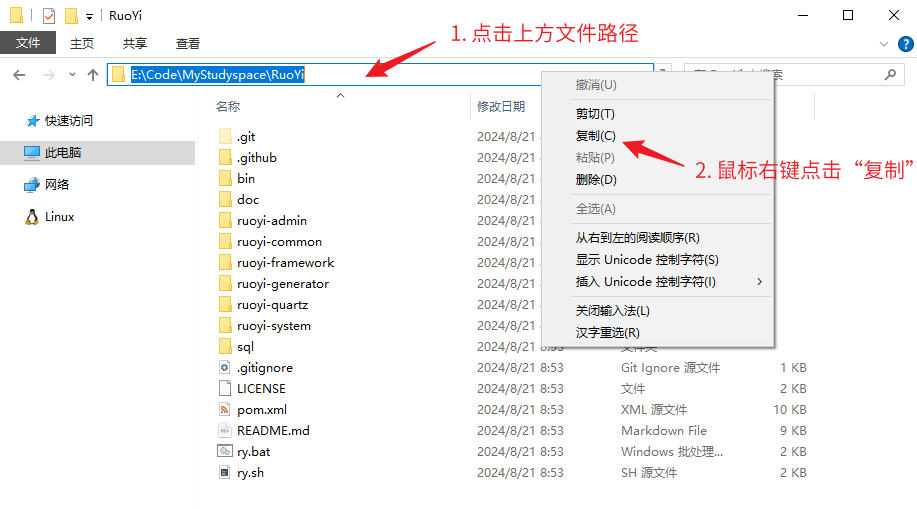 RuoYi
1. 点击上方文件路径
文件 主页 共享 查看
E:\Code\MyStudyspace\RuoYi
撤消(U)
剪切(T)
复制(C)
粘贴(P)
删除(D)
全选(A)
从右到左的阅读顺序(R)
显示 Unicode 控制字符(S)
插入 Unicode 控制字符(I)
关闭输入法(L)
汉字重选(R)
2. 鼠标右键点击“复制”
快速访问
此电脑
网络
Linux
名称 修改日期
.git 2024/8/21
.github 2024/8/21
bin 2024/8/21
doc 2024/8/21
ruoyi-admin 2024/8/21
ruoyi-common 2024/8/21
ruoyi-framework 2024/8/21
ruoyi-generator 2024/8/21
ruoyi-quartz 2024/8/21
ruoyi-system 2024/8/21
sql 2024/8/21 8:53 文件夹
.gitignore 2024/8/21 8:53 Git Ignore 源文件 1 KB
LICENSE 2024/8/21 8:53 文件 2 KB
pom.xml 2024/8/21 8:53 XML 源文件 10 KB
README.md 2024/8/21 8:53 Markdown File 9 KB
ry.bat 2024/8/21 8:53 Windows 批处理... 2 KB
ry.sh 2024/8/21 8:53 SH 源文件 2 KB